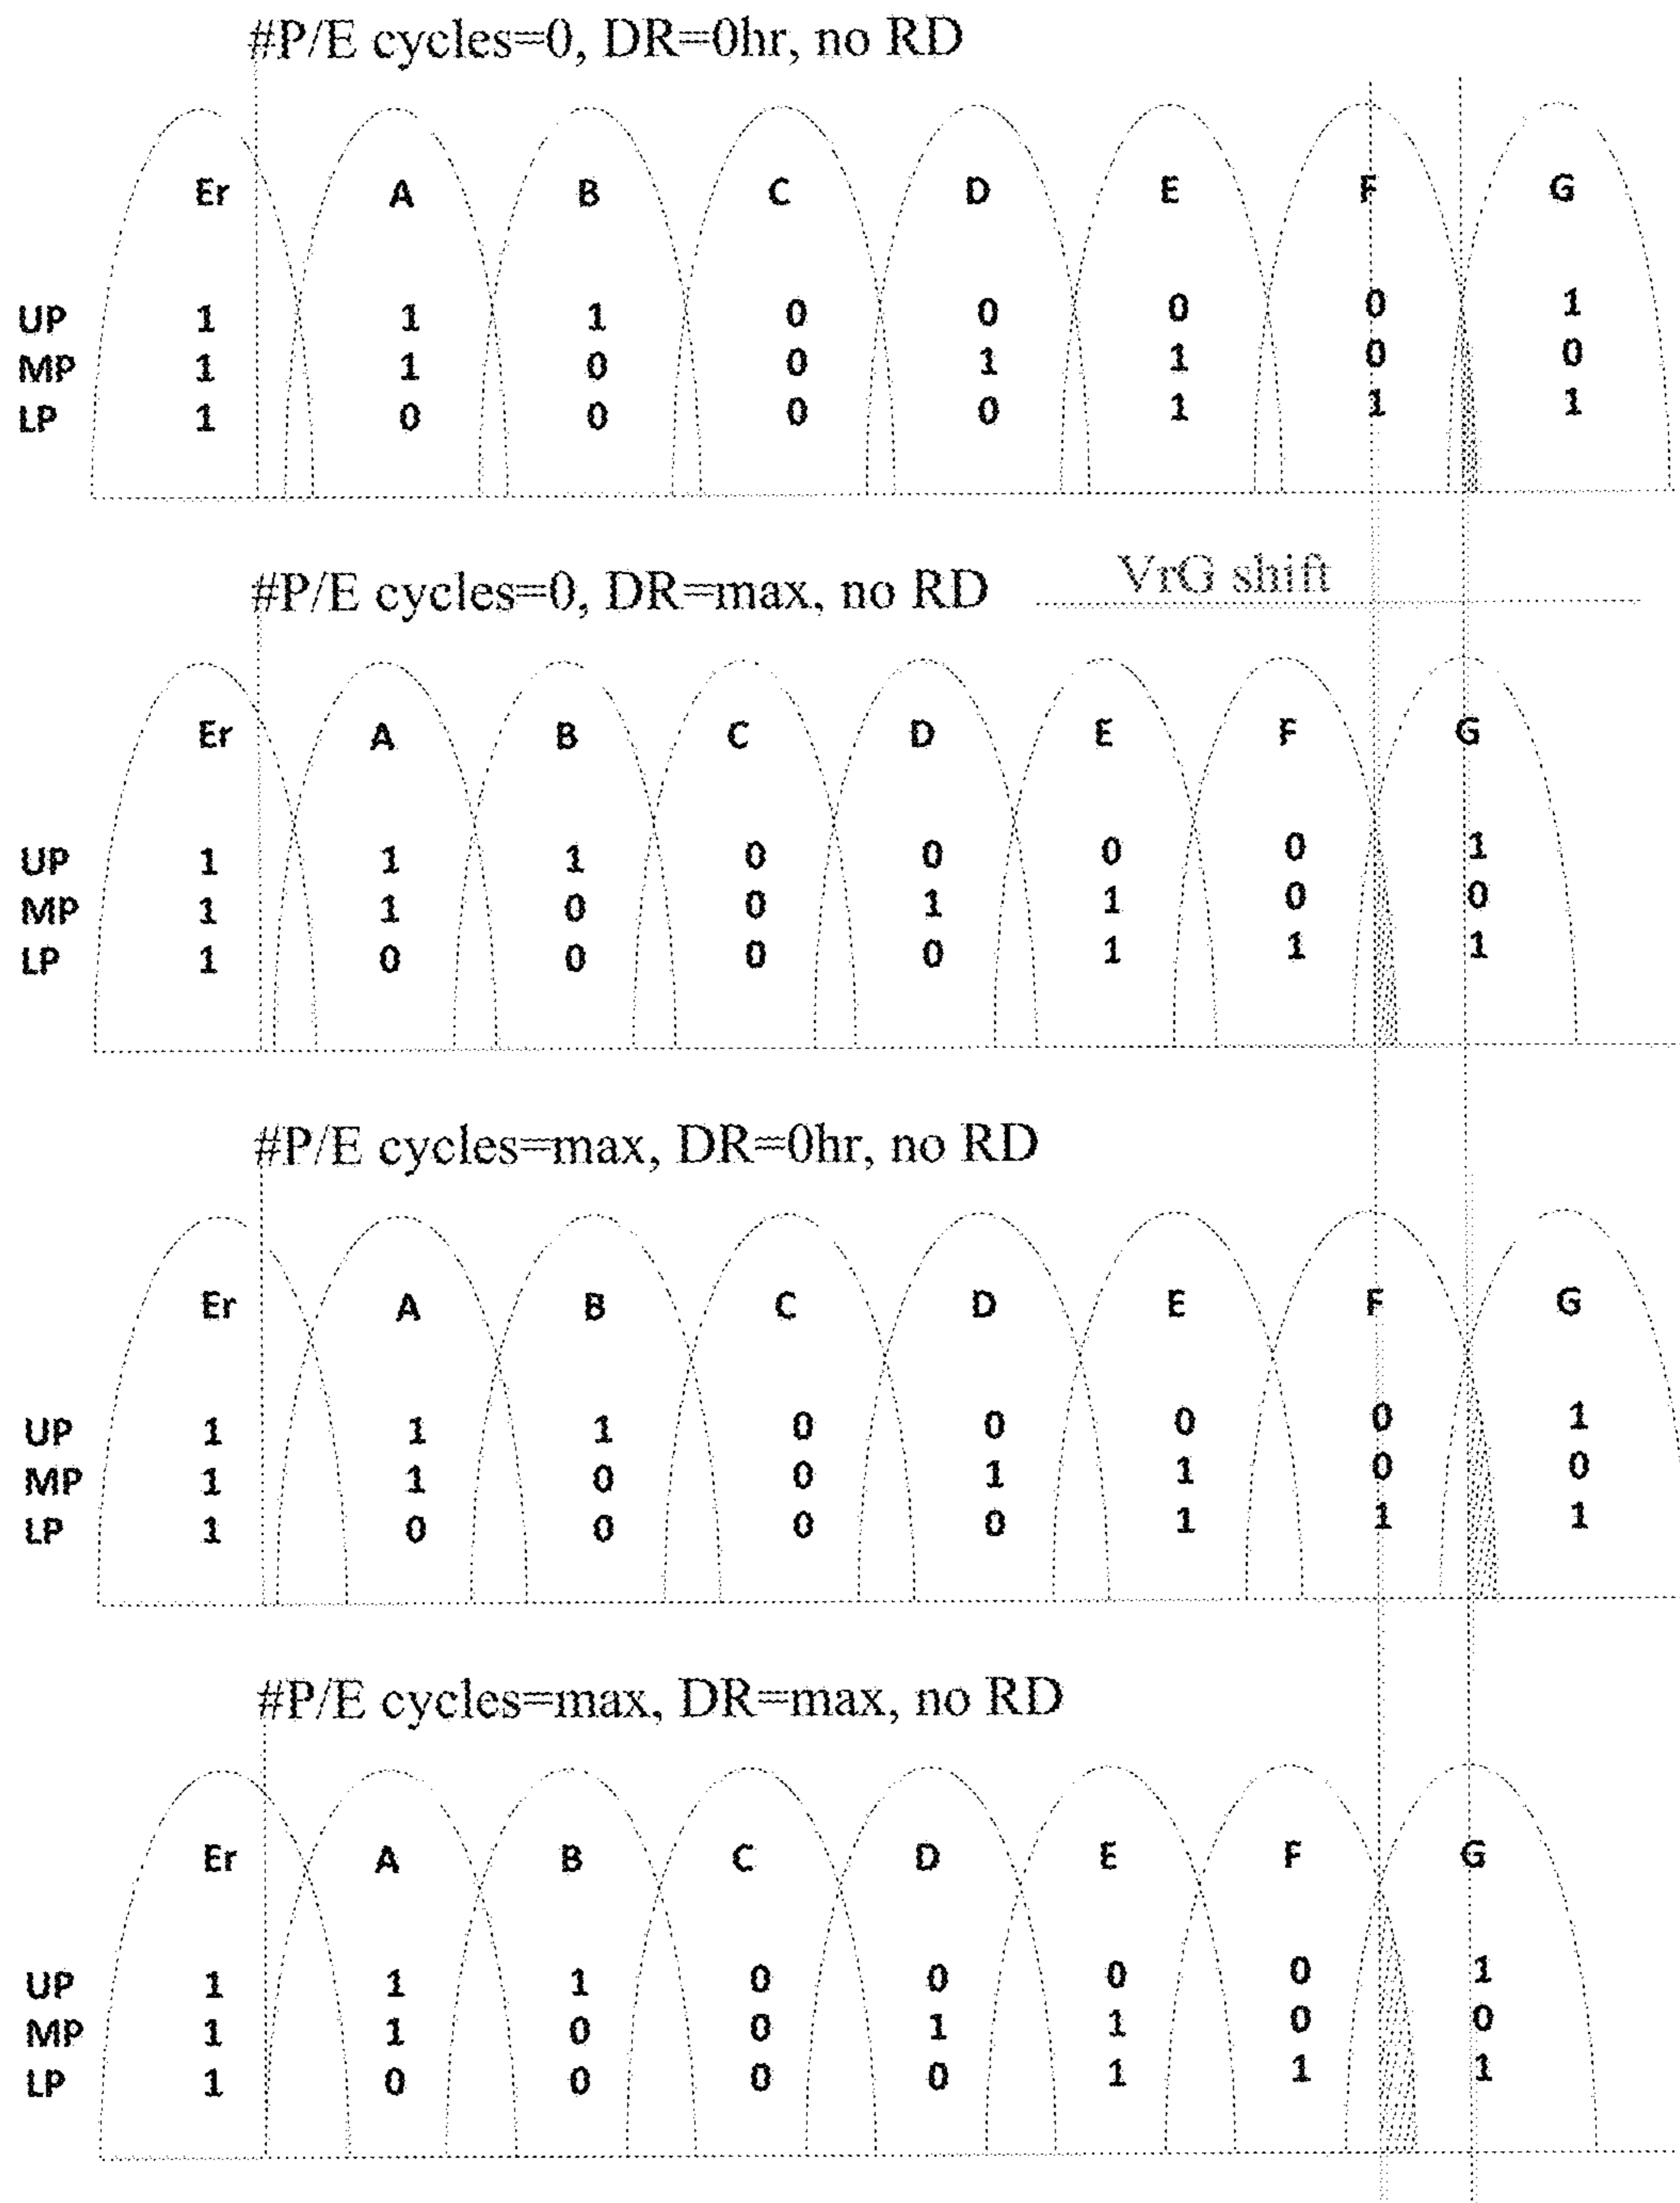 #P/E cycles=0, DR=0hr, no RD
Er A B C D E F G
UP 1 1 1 0 0 0 0 1
MP 1 1 0 0 1 1 0 0
LP 1 0 0 0 0 1 1 1
#P/E cycles=0, DR=max, no RD
VrG shift
Er A B C D E F G
UP 1 1 1 0 0 0 0 1
MP 1 1 0 0 1 1 0 0
LP 1 0 0 0 0 1 1 1
#P/E cycles=max, DR=0hr, no RD
Er A B C D E F G
UP 1 1 1 0 0 0 0 1
MP 1 1 0 0 1 1 0 0
LP 1 0 0 0 0 1 1 1
#P/E cycles=max, DR=max, no RD
Er A B C D E F G
UP 1 1 1 0 0 0 0 1
MP 1 1 0 0 1 1 0 0
LP 1 0 0 0 0 1 1 1